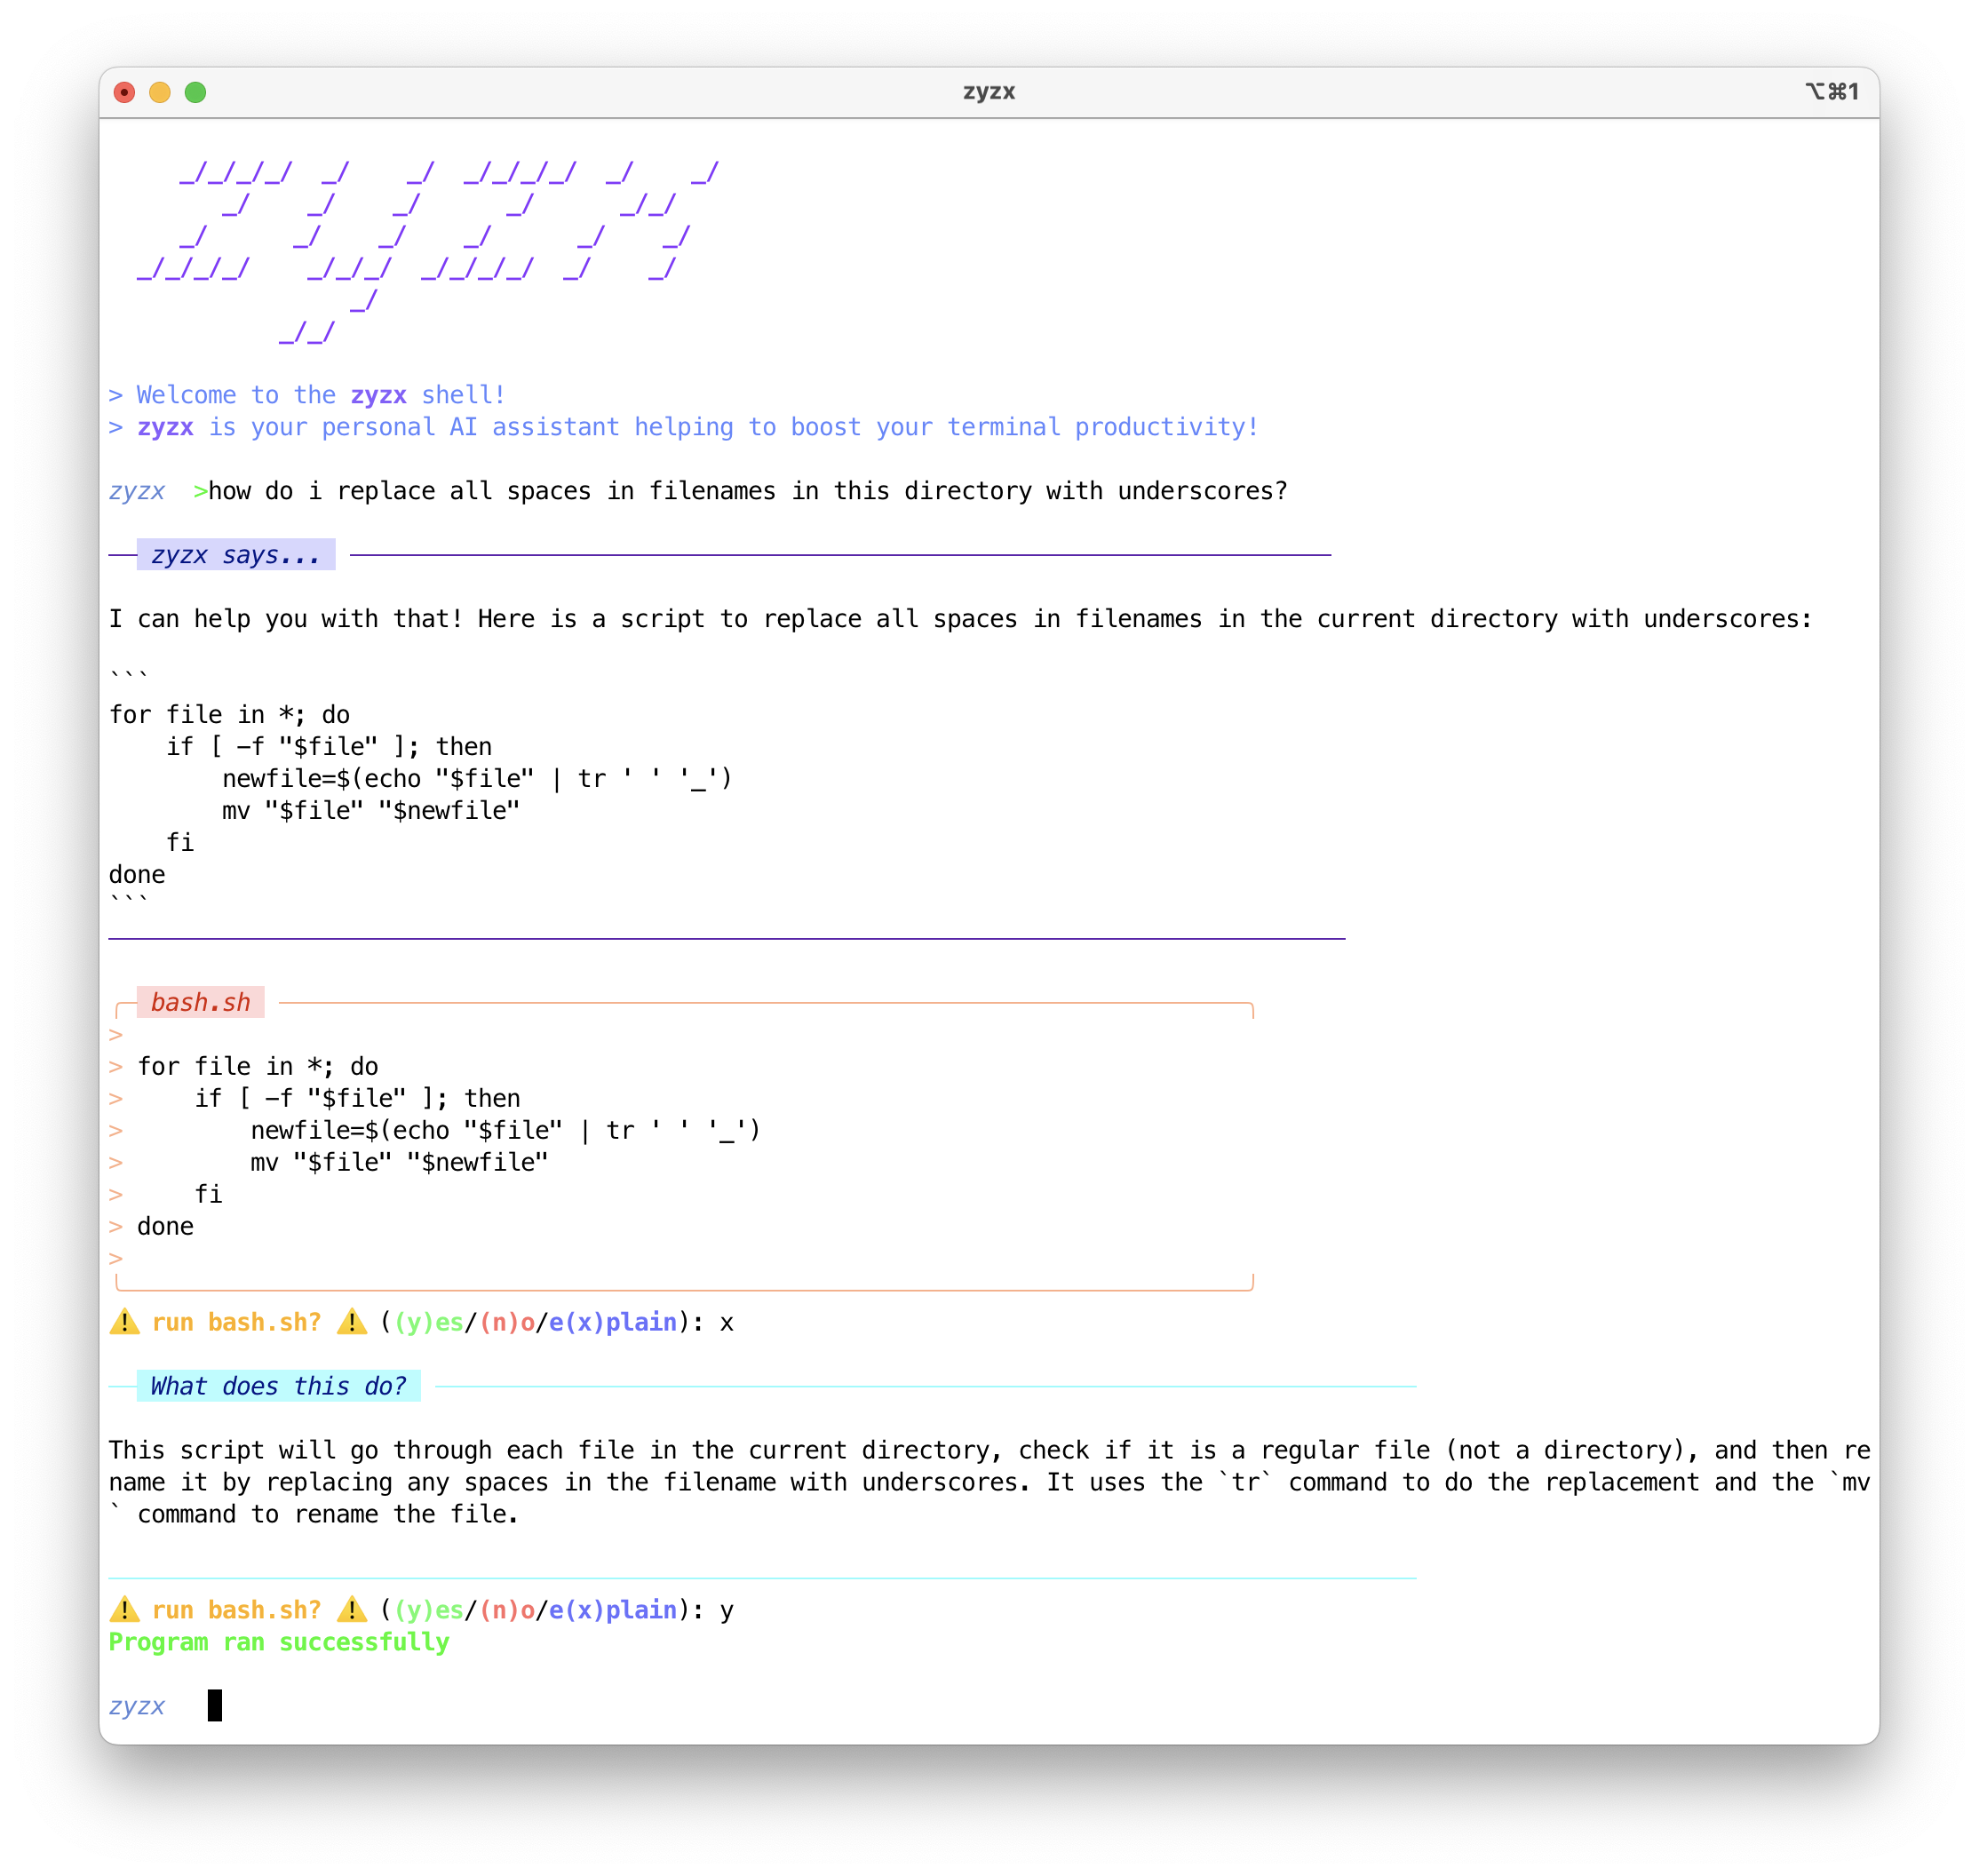 zyzx
⌥⌘1
     _/_/_/_/  _/    _/  _/_/_/_/  _/    _/
        _/    _/    _/      _/      _/_/
     _/      _/    _/    _/      _/    _/
  _/_/_/_/    _/_/_/  _/_/_/_/  _/    _/
                 _/
            _/_/
> Welcome to the zyzx shell!
> zyzx is your personal AI assistant helping to boost your terminal productivity!
zyzx  >how do i replace all spaces in filenames in this directory with underscores?
zyzx says...
I can help you with that! Here is a script to replace all spaces in filenames in the current directory with underscores:
```
for file in *; do
    if [ -f "$file" ]; then
        newfile=$(echo "$file" | tr ' ' '_')
        mv "$file" "$newfile"
    fi
done
```
bash.sh
>
> for file in *; do
>     if [ -f "$file" ]; then
>         newfile=$(echo "$file" | tr ' ' '_')
>         mv "$file" "$newfile"
>     fi
> done
>
⚠️ run bash.sh? ⚠️ ((y)es/(n)o/e(x)plain): x
What does this do?
This script will go through each file in the current directory, check if it is a regular file (not a directory), and then re
name it by replacing any spaces in the filename with underscores. It uses the `tr` command to do the replacement and the `mv
` command to rename the file.
⚠️ run bash.sh? ⚠️ ((y)es/(n)o/e(x)plain): y
Program ran successfully
zyzx